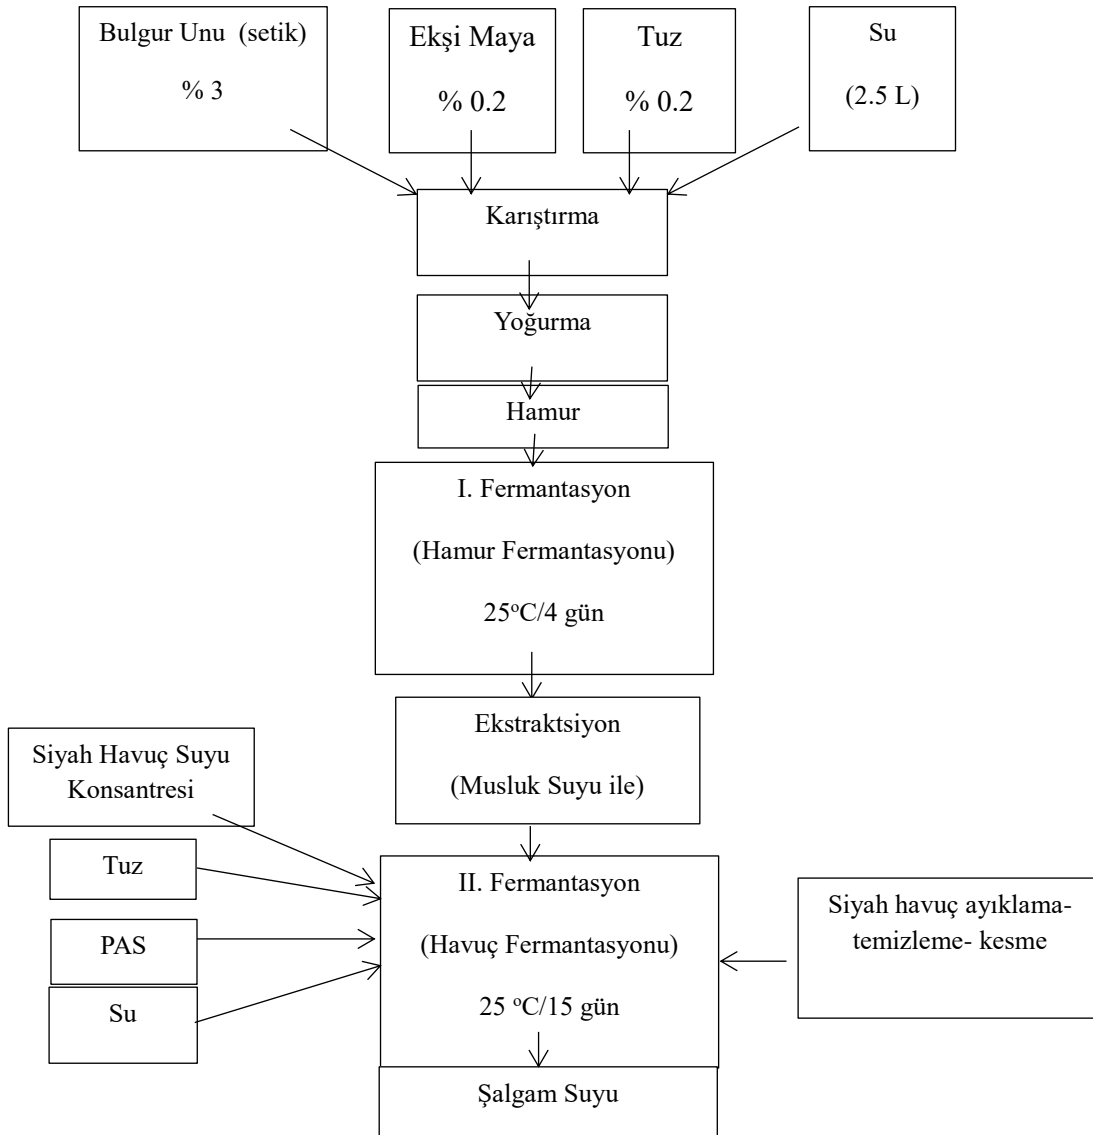 Bulgur Unu (setik)
% 3
Ekşi Maya
% 0.2
Tuz
% 0.2
Su
(2.5 L)
Karıştırma
Yoğurma
Hamur
I. Fermantasyon
(Hamur Fermantasyonu)
25°C/4 gün
Ekstraktsiyon
(Musluk Suyu ile)
Siyah Havuç Suyu
Konsantresi
Tuz
PAS
Su
II. Fermantasyon
(Havuç Fermantasyonu)
25 °C/15 gün
Siyah havuç ayıklama-
temizleme- kesme
Şalgam Suyu